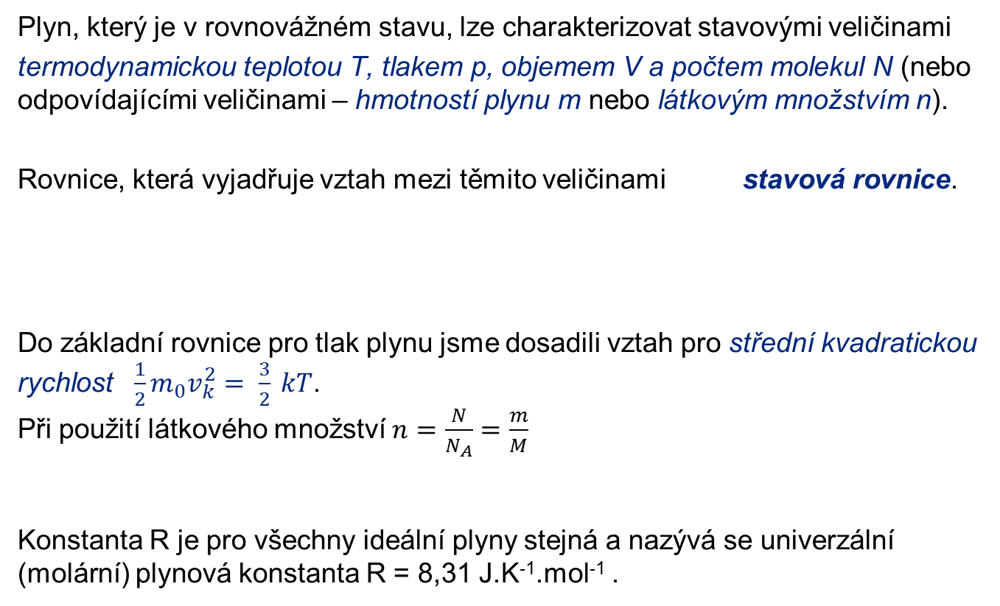 Plyn, který je v rovnovážném stavu, lze charakterizovat stavovými veličinami
termodynamickou teplotou T, tlakem p, objemem V a počtem molekul N (nebo
odpovídajícími veličinami – hmotností plynu m nebo látkovým množstvím n).
Rovnice, která vyjadřuje vztah mezi těmito veličinami stavová rovnice.
Do základní rovnice pro tlak plynu jsme dosadili vztah pro střední kvadratickou
rychlost $\frac{1}{2}m_0v_k^2 = \frac{3}{2}kT$.
Při použití látkového množství $n = \frac{N}{N_A} = \frac{m}{M}$
Konstanta R je pro všechny ideální plyny stejná a nazývá se univerzální
(molární) plynová konstanta R = 8,31 J.K⁻¹.mol⁻¹ .